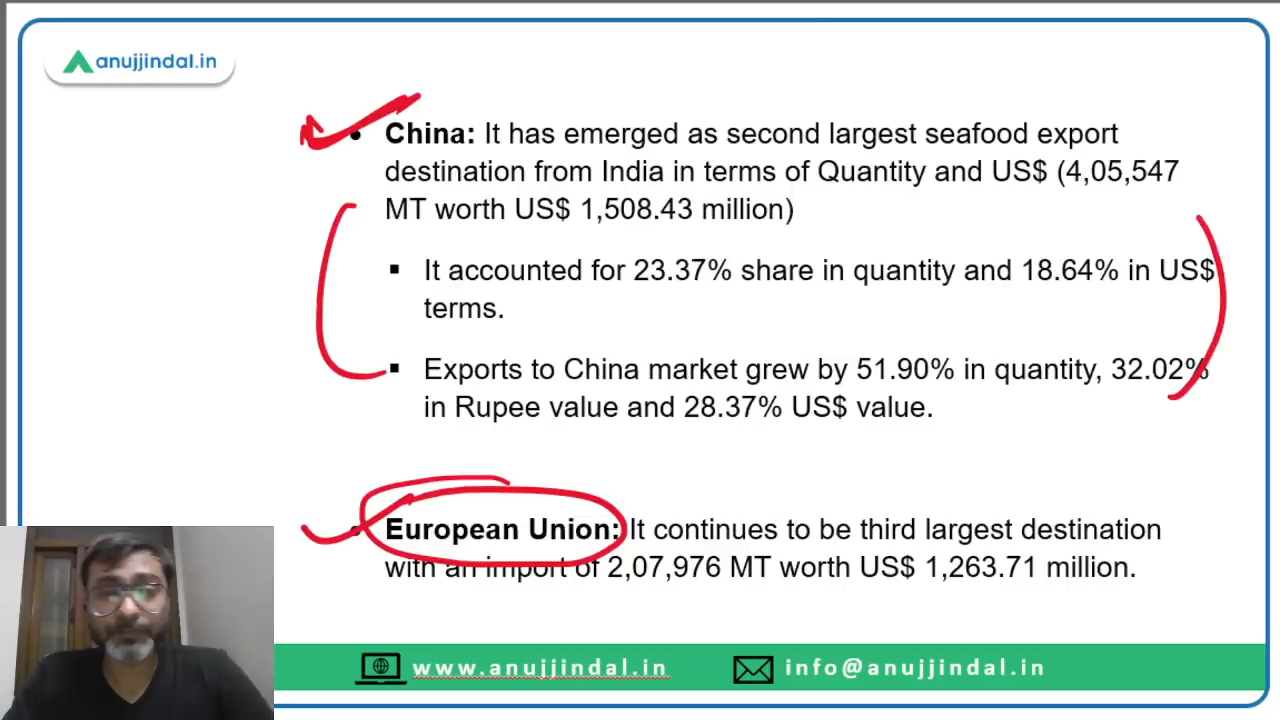 anujjindal.in
• China: It has emerged as second largest seafood export
destination from India in terms of Quantity and US$ (4,05,547
MT worth US$ 1,508.43 million)
▪ It accounted for 23.37% share in quantity and 18.64% in US$
terms.
▪ Exports to China market grew by 51.90% in quantity, 32.02%
in Rupee value and 28.37% US$ value.
• European Union: It continues to be third largest destination
with an import of 2,07,976 MT worth US$ 1,263.71 million.
www.anujjindal.in info@anujjindal.in